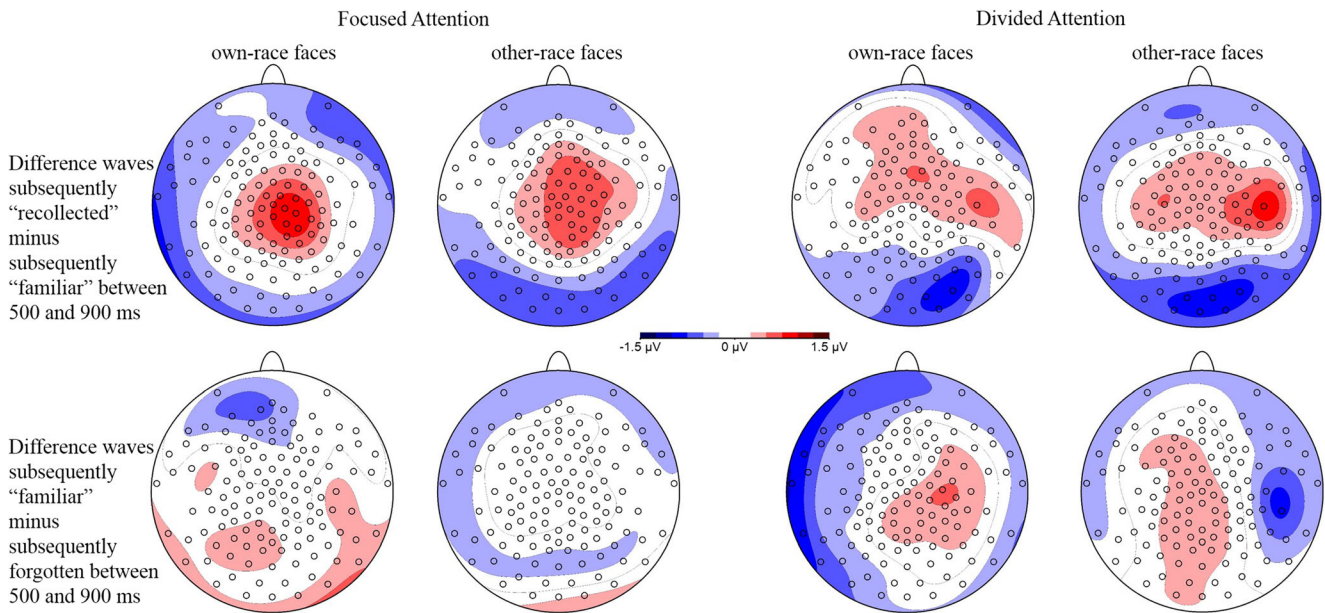 Focused Attention
Divided Attention
own-race faces
other-race faces
own-race faces
other-race faces
Difference waves
subsequently
“recollected”
minus
subsequently
“familiar” between
500 and 900 ms
-1.5 µV
0 µV
1.5 µV
Difference waves
subsequently
“familiar”
minus
subsequently
forgotten between
500 and 900 ms